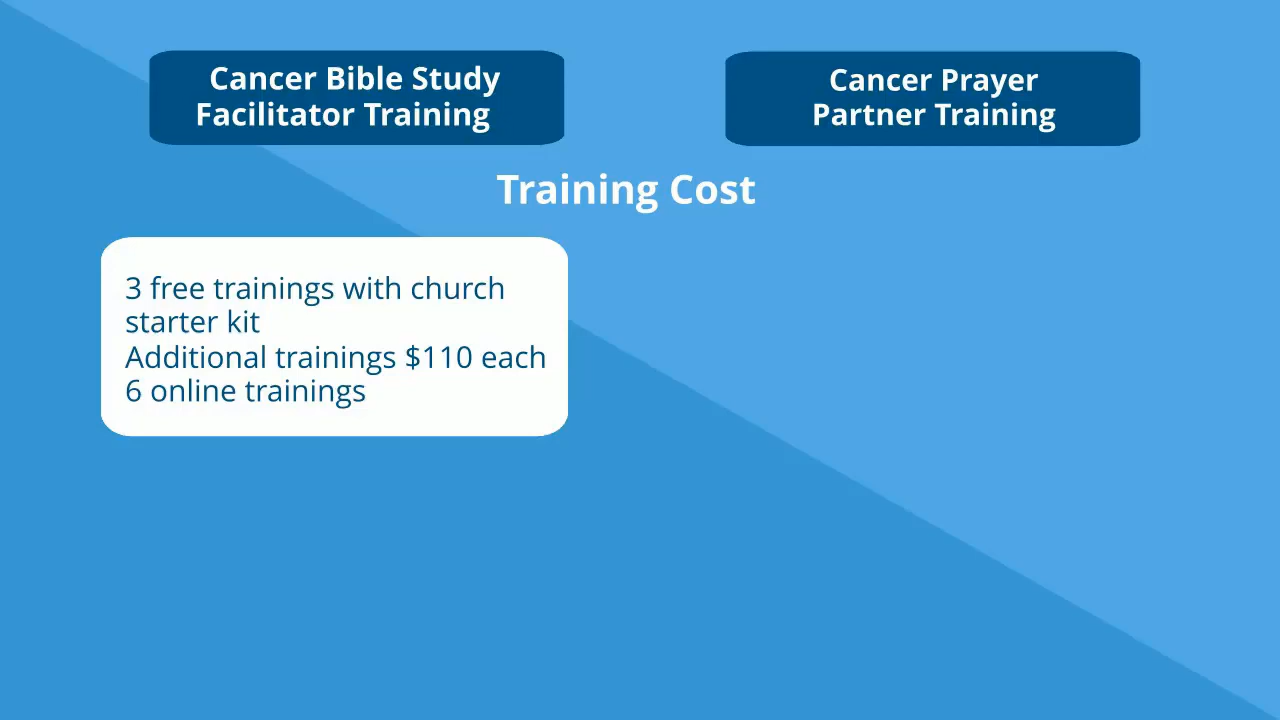 Cancer Bible Study
Facilitator Training
Cancer Prayer
Partner Training
Training Cost
3 free trainings with church
starter kit
Additional trainings $110 each
6 online trainings